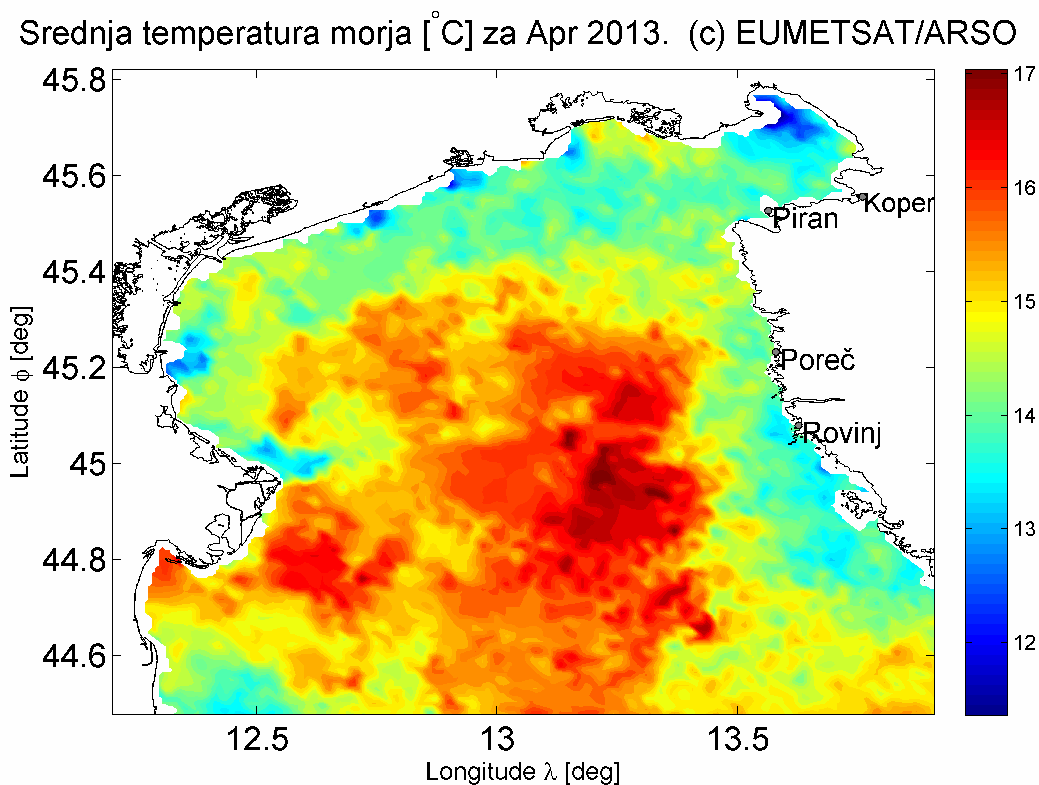 Srednja temperatura morja [°C] za Apr 2013. (c) EUMETSAT/ARSO
45.8
45.6
45.4
45.2
45
44.8
44.6
Latitude φ [deg]
Koper
Piran
Poreč
Rovinj
12.5
13
13.5
Longitude λ [deg]
17
16
15
14
13
12